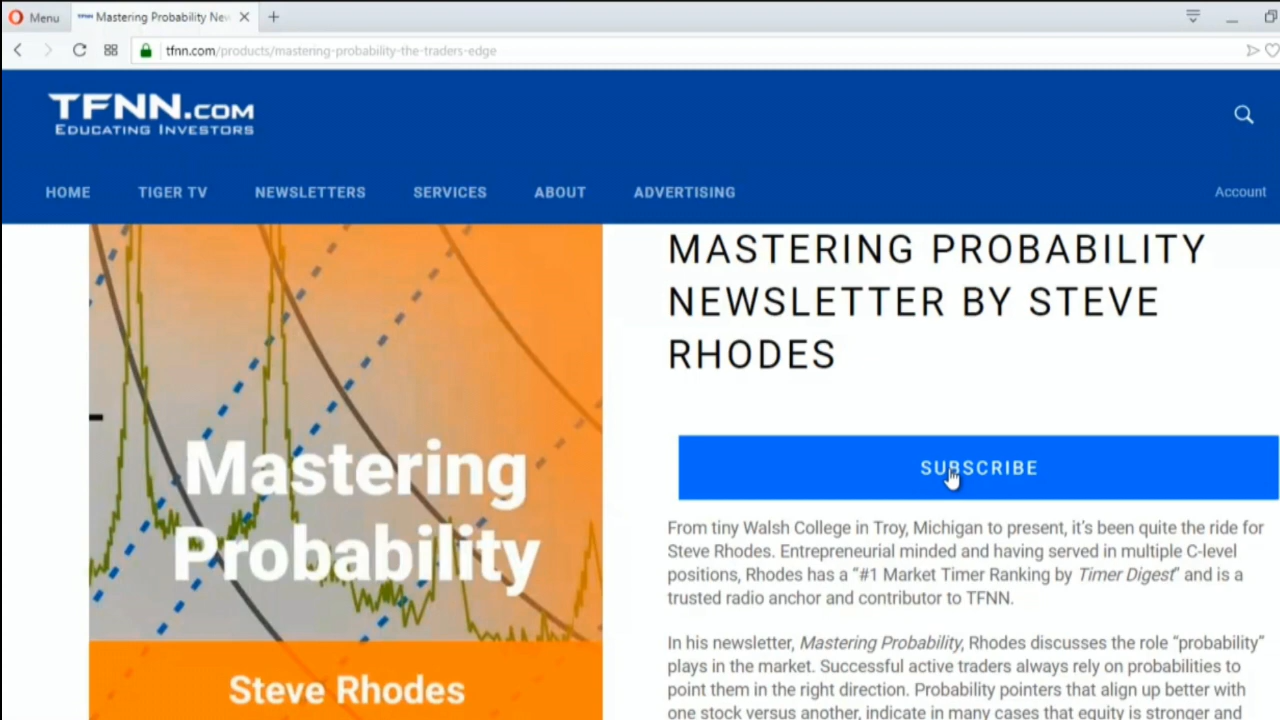 Menu
TFNN Mastering Probability New
tfnn.com/products/mastering-probability-the-traders-edge
TFNN.COM
EDUCATING INVESTORS
HOME TIGER TV NEWSLETTERS SERVICES ABOUT ADVERTISING Account
MASTERING PROBABILITY
NEWSLETTER BY STEVE
RHODES
Mastering
Probability
Steve Rhodes
SUBSCRIBE
From tiny Walsh College in Troy, Michigan to present, it's been quite the ride for
Steve Rhodes. Entrepreneurial minded and having served in multiple C-level
positions, Rhodes has a “#1 Market Timer Ranking by Timer Digest” and is a
trusted radio anchor and contributor to TFNN.
In his newsletter, Mastering Probability, Rhodes discusses the role “probability”
plays in the market. Successful active traders always rely on probabilities to
point them in the right direction. Probability pointers that align up better with
one stock versus another, indicate in many cases that equity is stronger and